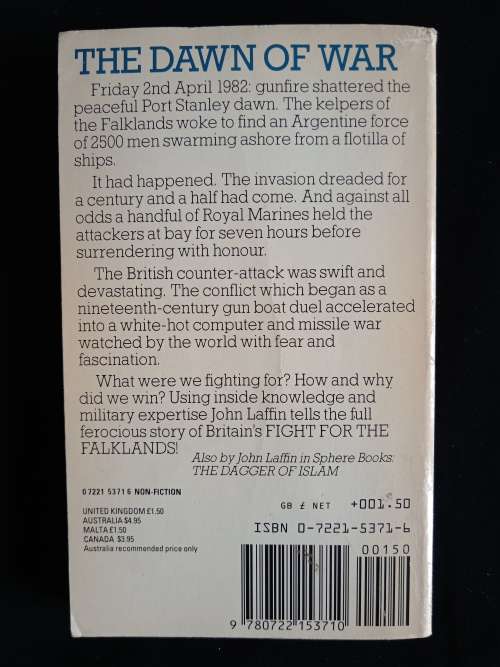 THE DAWN OF WAR
Friday 2nd April 1982: gunfire shattered the
peaceful Port Stanley dawn. The kelpers of
the Falklands woke to find an Argentine force
of 2500 men swarming ashore from a flotilla of
ships.
It had happened. The invasion dreaded for
a century and a half had come. And against all
odds a handful of Royal Marines held the
attackers at bay for seven hours before
surrendering with honour.
The British counter-attack was swift and
devastating. The conflict which began as a
nineteenth-century gun boat duel accelerated
into a white-hot computer and missile war
watched by the world with fear and
fascination.
What were we fighting for? How and why
did we win? Using inside knowledge and
military expertise John Laffin tells the full
ferocious story of Britain's FIGHT FOR THE
FALKLANDS!
Also by John Laffin in Sphere Books:
THE DAGGER OF ISLAM
0 7221 5371 6 NON-FICTION
UNITED KINGDOM £1.50
AUSTRALIA $4.95
MALTA £1.50
CANADA $3.95
Australia recommended price only
GB £ NET +001.50
ISBN 0-7221-5371-6
00150
9 780722 153710